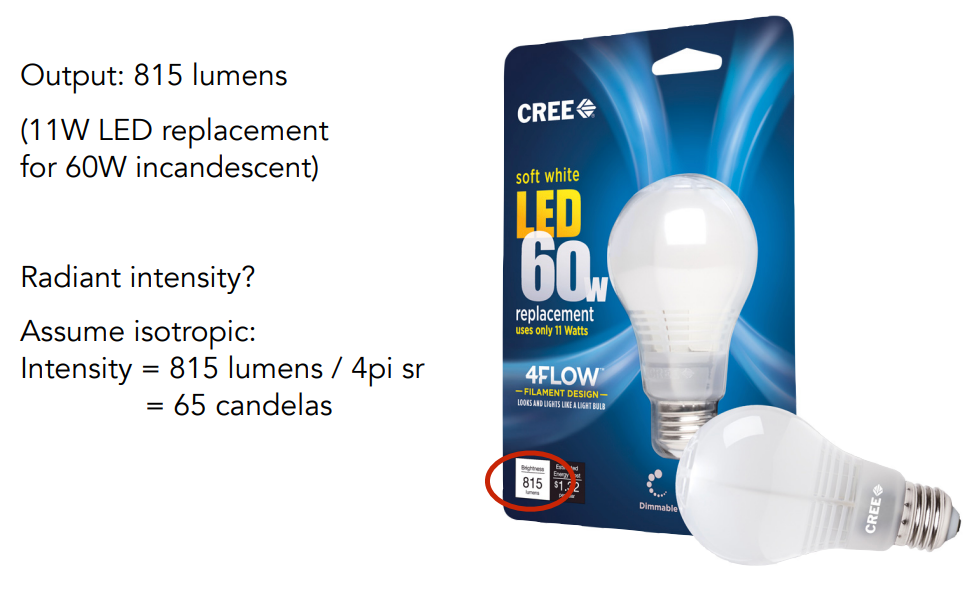 Output: 815 lumens
(11W LED replacement
for 60W incandescent)
Radiant intensity?
Assume isotropic:
Intensity = 815 lumens / 4pi sr
= 65 candelas
CREE
soft white
LED
60w
replacement
uses only 11 Watts
4FLOW™
FILAMENT DESIGN
LOOKS AND LIGHTS LIKE A LIGHT BULB
Brightness
815
lumens
Energy
Dimmable
CREE